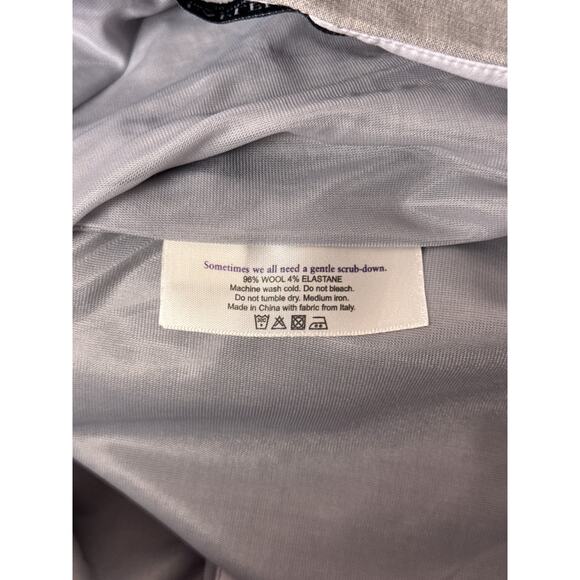 Sometimes we all need a gentle scrub-down.
96% WOOL 4% ELASTANE
Machine wash cold. Do not bleach.
Do not tumble dry. Medium iron.
Made in China with fabric from Italy.